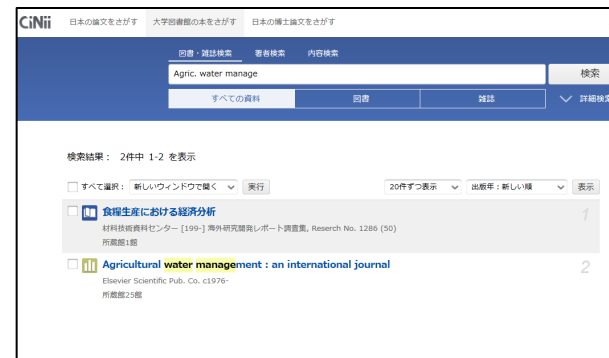 CiNii 日本の論文をさがす 大学図書館の本をさがす 日本の博士論文をさがす
図書・雑誌検索 著者検索 内容検索
Agric. water manage 検索
すべての資料 図書 雑誌 詳細検索
検索結果： 2件中 1-2 を表示
すべて選択： 新しいウィンドウで開く 実行 20件ずつ表示 出版年：新しい順 表示
食糧生産における経済分析 1
材料技術資料センター [199-] 海外研究開発レポート調査集, Reserch No. 1286 (50)
所蔵館1館
Agricultural water management : an international journal 2
Elsevier Scientific Pub. Co. c1976-
所蔵館25館